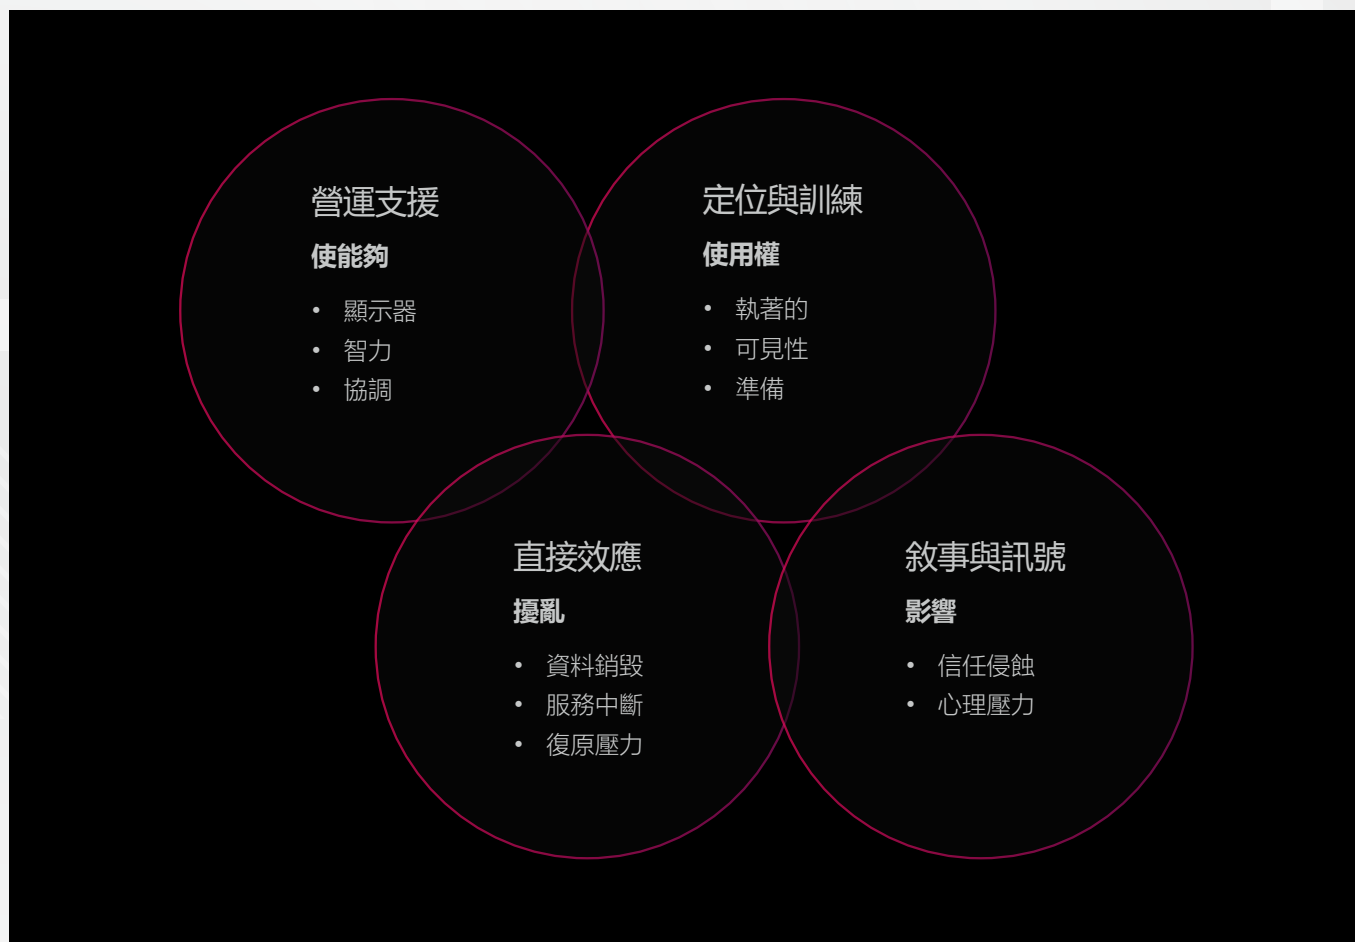 營運支援
使能夠
• 顯示器
• 智力
• 協調
定位與訓練
使用權
• 執著的
• 可見性
• 準備
直接效應
擾亂
• 資料銷毀
• 服務中斷
• 復原壓力
敘事與訊號
影響
• 信任侵蝕
• 心理壓力